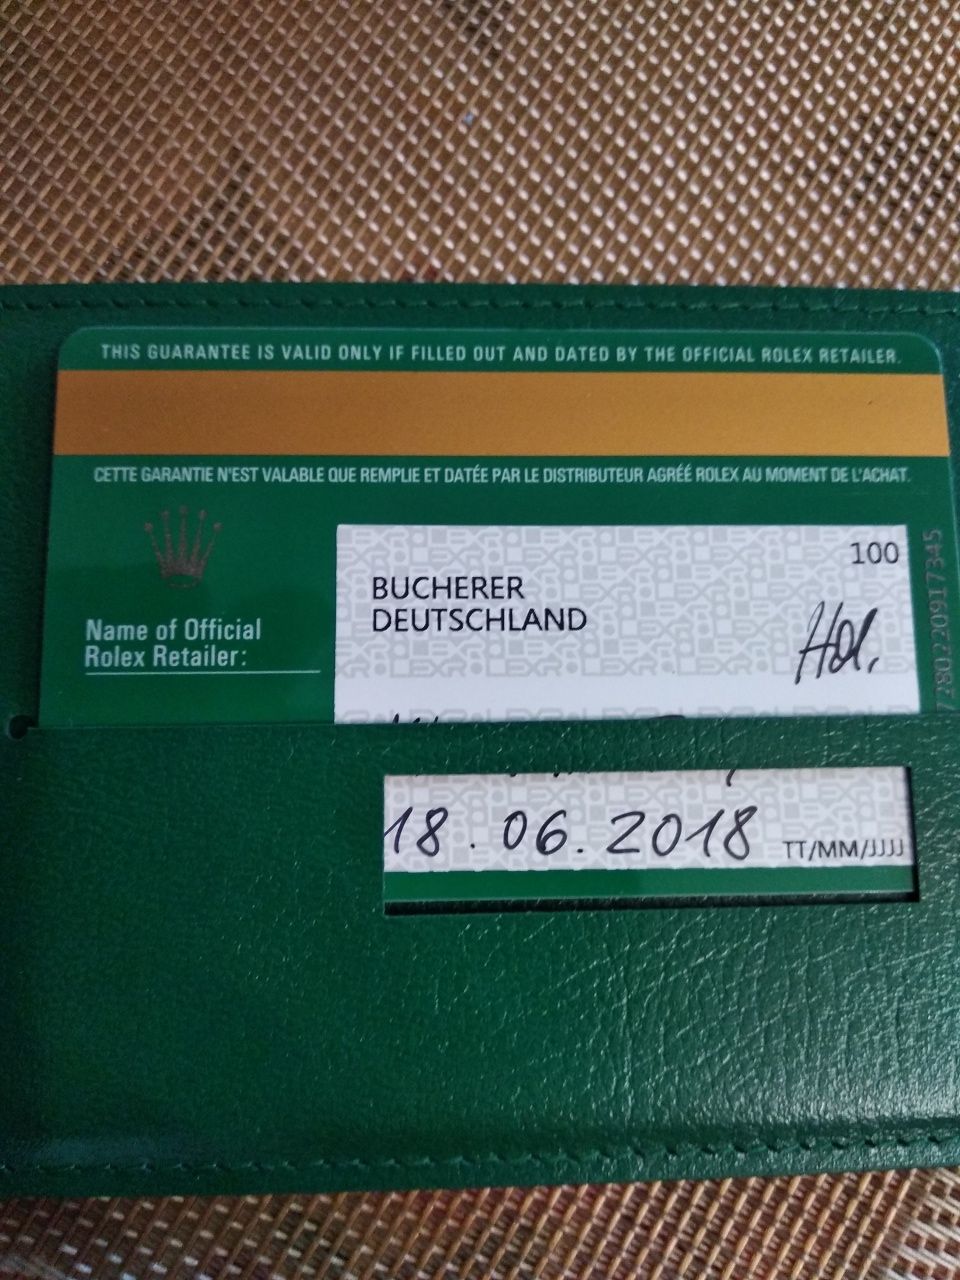 THIS GUARANTEE IS VALID ONLY IF FILLED OUT AND DATED BY THE OFFICIAL ROLEX RETAILER.
CETTE GARANTIE N'EST VALABLE QUE REMPLIE ET DATÉE PAR LE DISTRIBUTEUR AGRÉÉ ROLEX AU MOMENT DE L'ACHAT.
100
BUCHERER
DEUTSCHLAND
Name of Official
Rolex Retailer:
18.06.2018 TT/MM/JJJJ